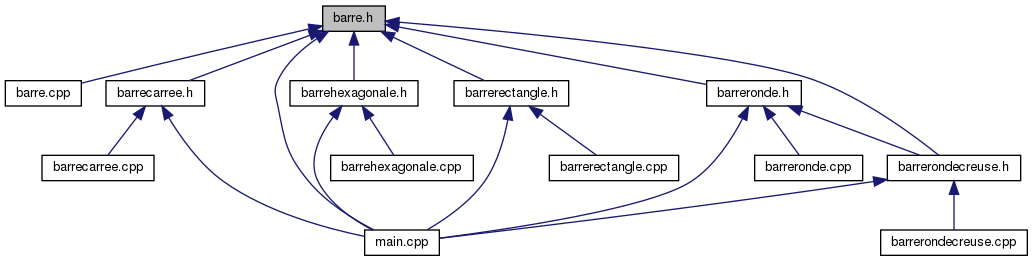 barre.h
barre.cpp
barrecarree.h
barrehexagonale.h
barrerectangle.h
barreronde.h
barrecarree.cpp
barrehexagonale.cpp
barrerectangle.cpp
barreronde.cpp
barrerondecreuse.h
main.cpp
barrerondecreuse.cpp